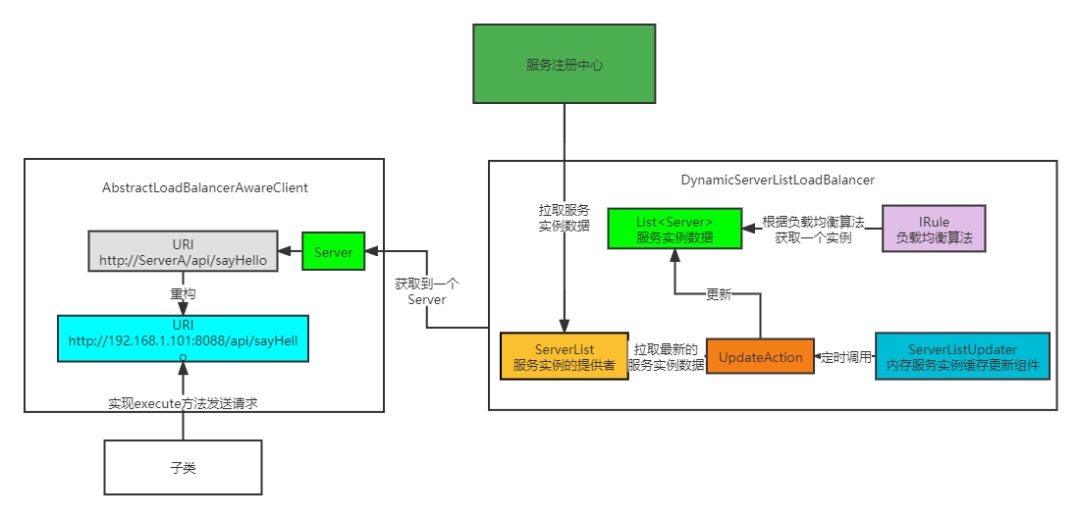 服务注册中心
AbstractLoadBalancerAwareClient
URI
http://ServerA/api/sayHello
Server
重构
URI
http://192.168.1.101:8088/api/sayHell
o
实现execute方法发送请求
子类
获取到一个
Server
拉取服务
实例数据
DynamicServerListLoadBalancer
List<Server>
服务实例数据
根据负载均衡算法
获取一个实例
IRule
负载均衡算法
更新
ServerList
服务实例的提供者
拉取最新的
服务实例数据
UpdateAction
定时调用
ServerListUpdater
内存服务实例缓存更新组件